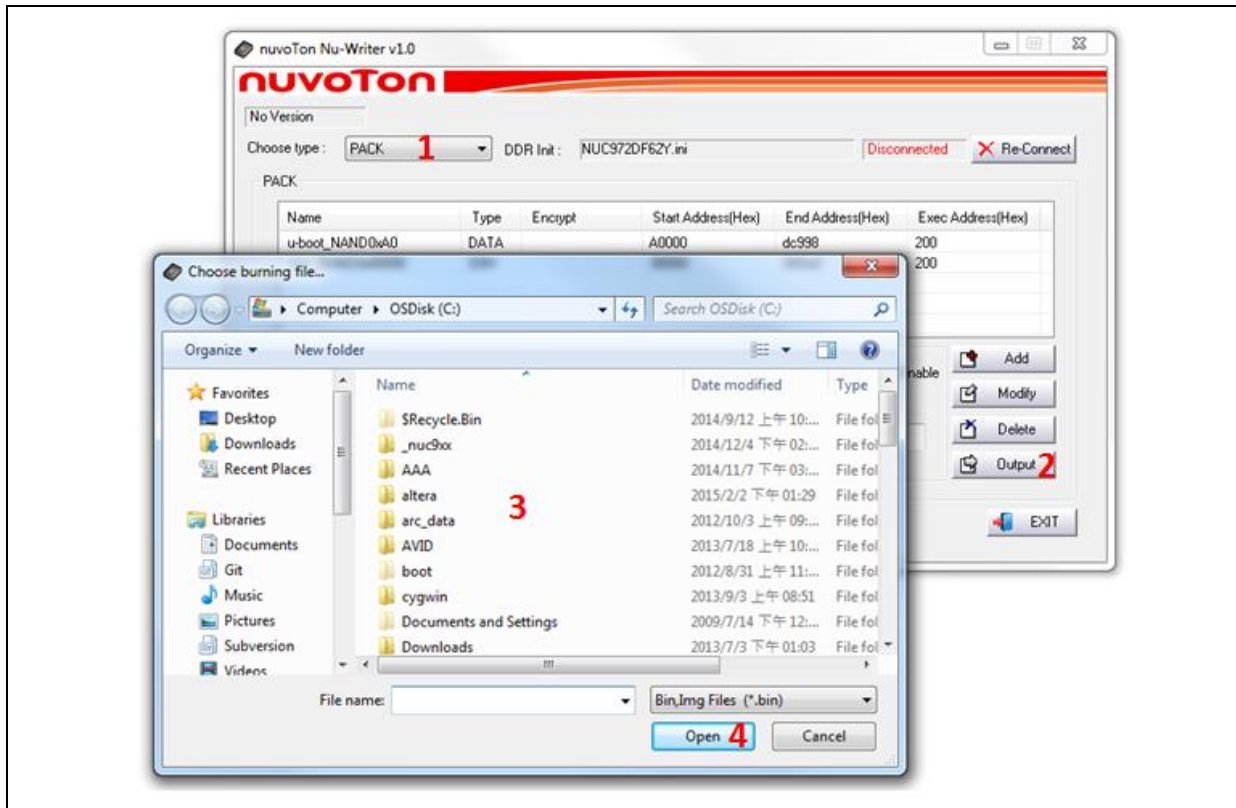 nuvoTon Nu-Writer v1.0
nuvoTon
No Version
Choose type : PACK 1 DDR Init : NUC972DF62Y.ini Disconnected Re-Connect
PACK
Name Type Encrypt Start Address(Hex) End Address(Hex) Exec Address(Hex)
u-boot_NAND0xA0 DATA A0000 dc998 200
200
Choose burning file...
Computer OSDisk (C:) Search OSDisk (C:)
Organize New folder
nable
Add
Modify
Delete
Output 2
EXIT
Favorites
Desktop
Downloads
Recent Places
Libraries
Documents
Git
Music
Pictures
Subversion
Videos
Name Date modified Type
$Recycle.Bin 2014/9/12 上午 10:... File fol
_nuc9xx 2014/12/4 下午 02:... File fol
AAA 2014/11/7 下午 03:... File fol
altera 2015/2/2 下午 01:29 File fol
arc_data 2012/10/3 上午 09:... File fol
3
AVID 2013/7/18 上午 10:... File fol
boot 2012/8/31 上午 11:... File fol
cygwin 2013/9/3 上午 08:51 File fol
Documents and Settings 2009/7/14 下午 12:... File fol
Downloads 2013/7/3 下午 01:03 File fol
File name: Bin,Img Files (*.bin)
Open 4 Cancel